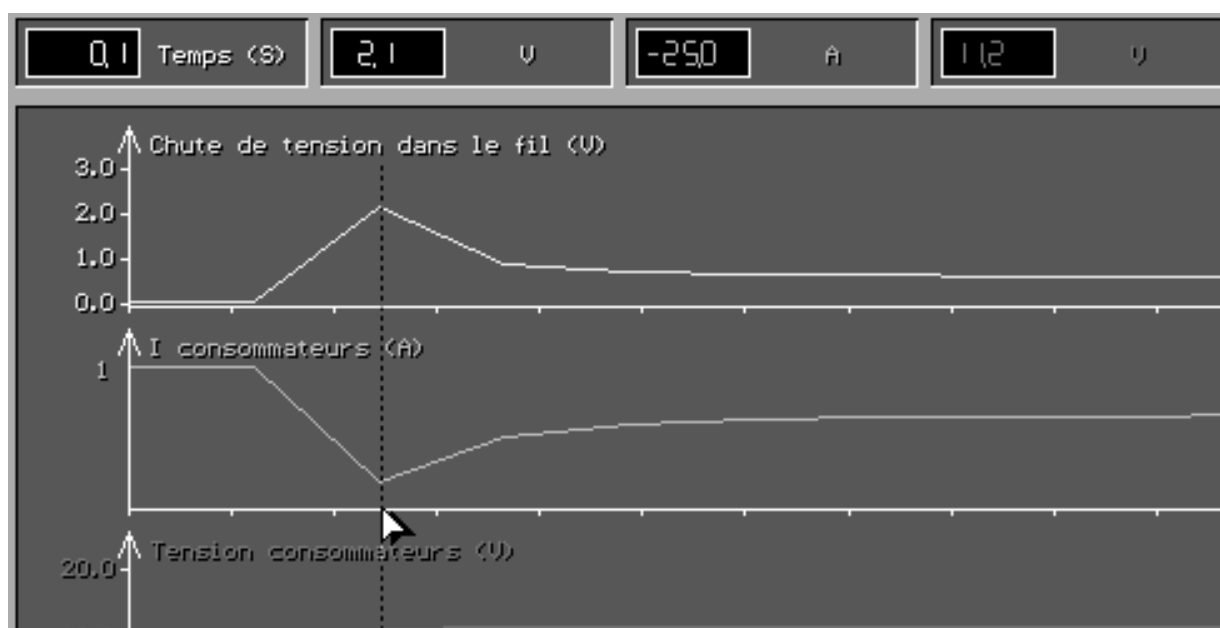 0,1 Temps (S) 2,1 V -25,0 A 11,2 V
Chute de tension dans le fil (V)
3.0
2.0
1.0
0.0
I consommateurs (A)
1
Tension consommateurs (V)
20.0